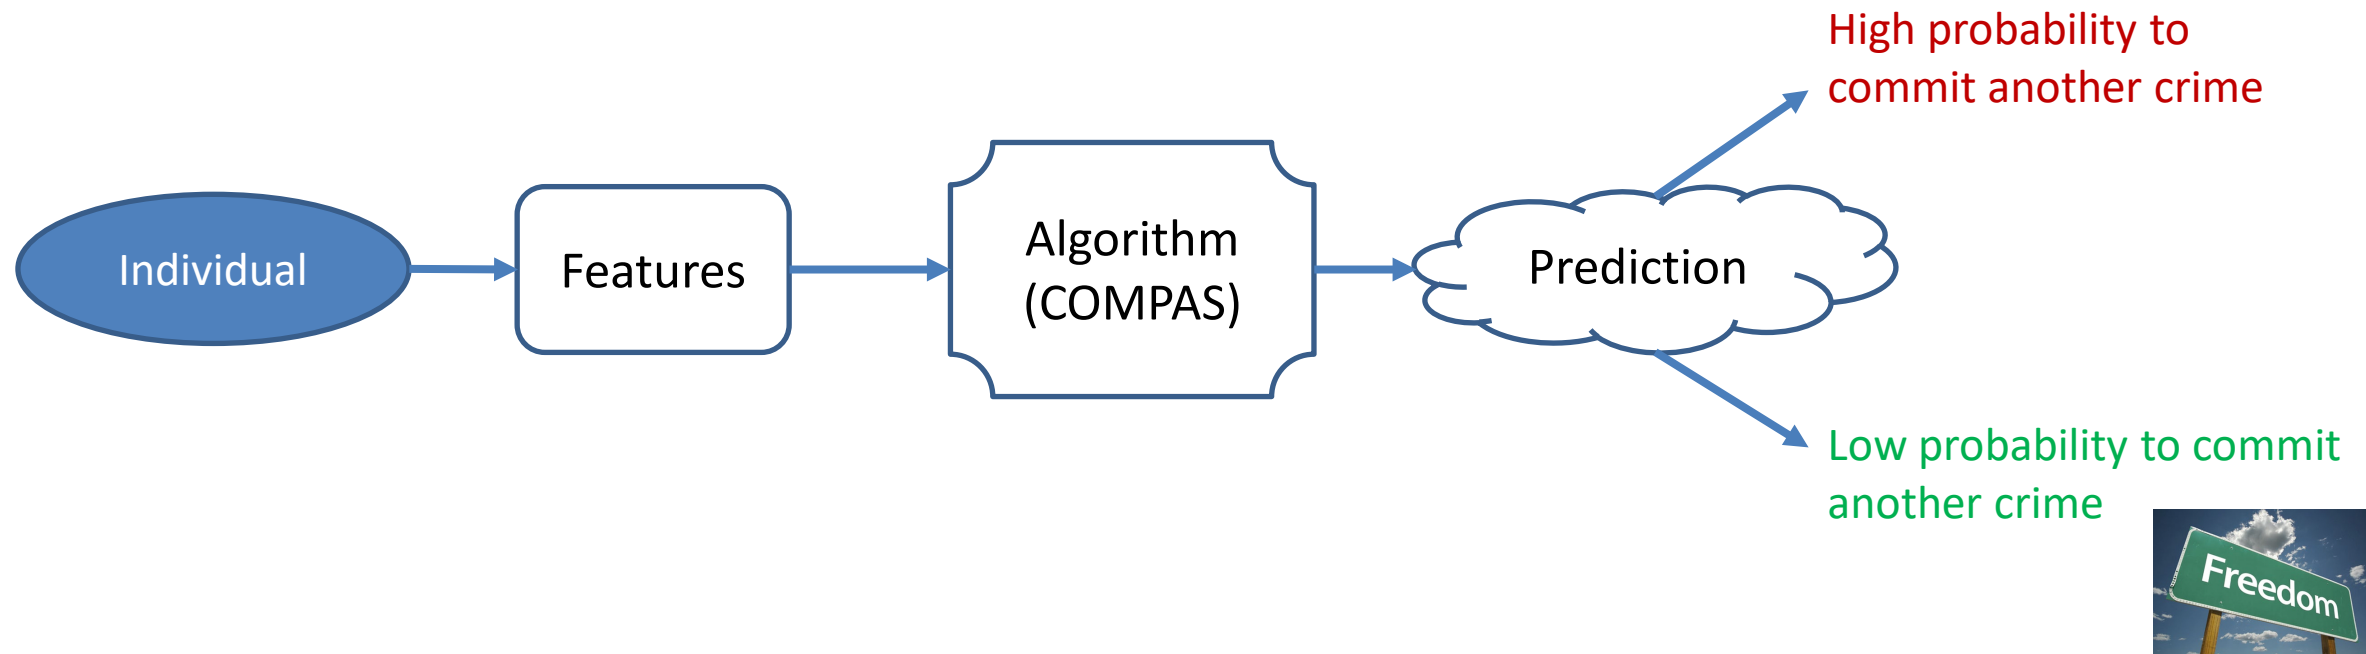 High probability to
commit another crime
Individual
Features
Algorithm
(COMPAS)
Prediction
Low probability to commit
another crime
Freedom